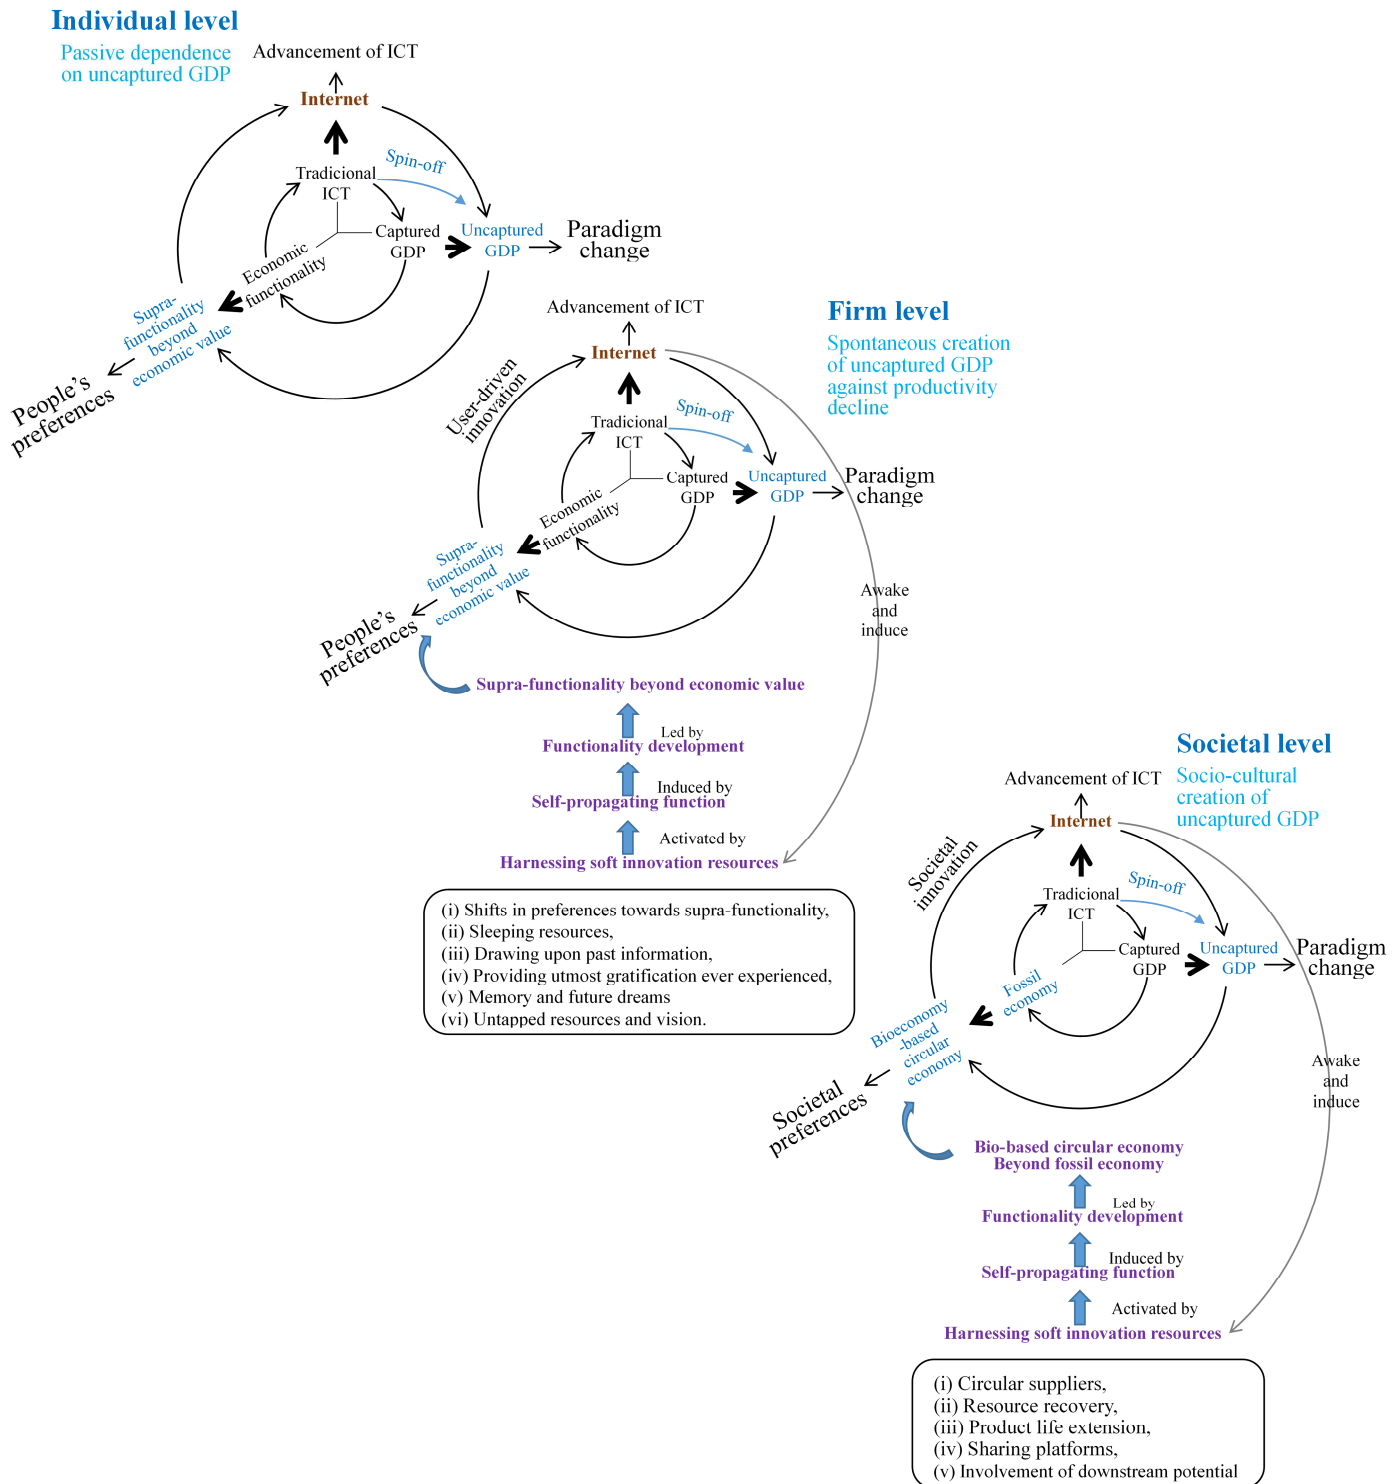 Individual level
Passive dependence
on uncaptured GDP
Advancement of ICT
Internet
Spin-off
Tradicional
ICT
Captured
GDP
Uncaptured
GDP
Paradigm
change
Economic
functionality
Supra-
functionality
beyond
economic value
People's
preferences
Firm level
Spontaneous creation
of uncaptured GDP
against productivity
decline
Advancement of ICT
Internet
User-driven
innovation
Spin-off
Tradicional
ICT
Captured
GDP
Uncaptured
GDP
Paradigm
change
Economic
functionality
Supra-
functionality
beyond
economic value
People's
preferences
Awake
and
induce
Supra-functionality beyond economic value
Led by
Functionality development
Induced by
Self-propagating function
Activated by
Harnessing soft innovation resources
(i) Shifts in preferences towards supra-functionality,
(ii) Sleeping resources,
(iii) Drawing upon past information,
(iv) Providing utmost gratification ever experienced,
(v) Memory and future dreams
(vi) Untapped resources and vision.
Societal level
Socio-cultural
creation of
uncaptured GDP
Advancement of ICT
Internet
Societal
innovation
Spin-off
Tradicional
ICT
Captured
GDP
Uncaptured
GDP
Paradigm
change
Fossil
economy
Bioeconomy
-based
circular
economy
Societal
preferences
Awake
and
induce
Bio-based circular economy
Beyond fossil economy
Led by
Functionality development
Induced by
Self-propagating function
Activated by
Harnessing soft innovation resources
(i) Circular suppliers,
(ii) Resource recovery,
(iii) Product life extension,
(iv) Sharing platforms,
(v) Involvement of downstream potential